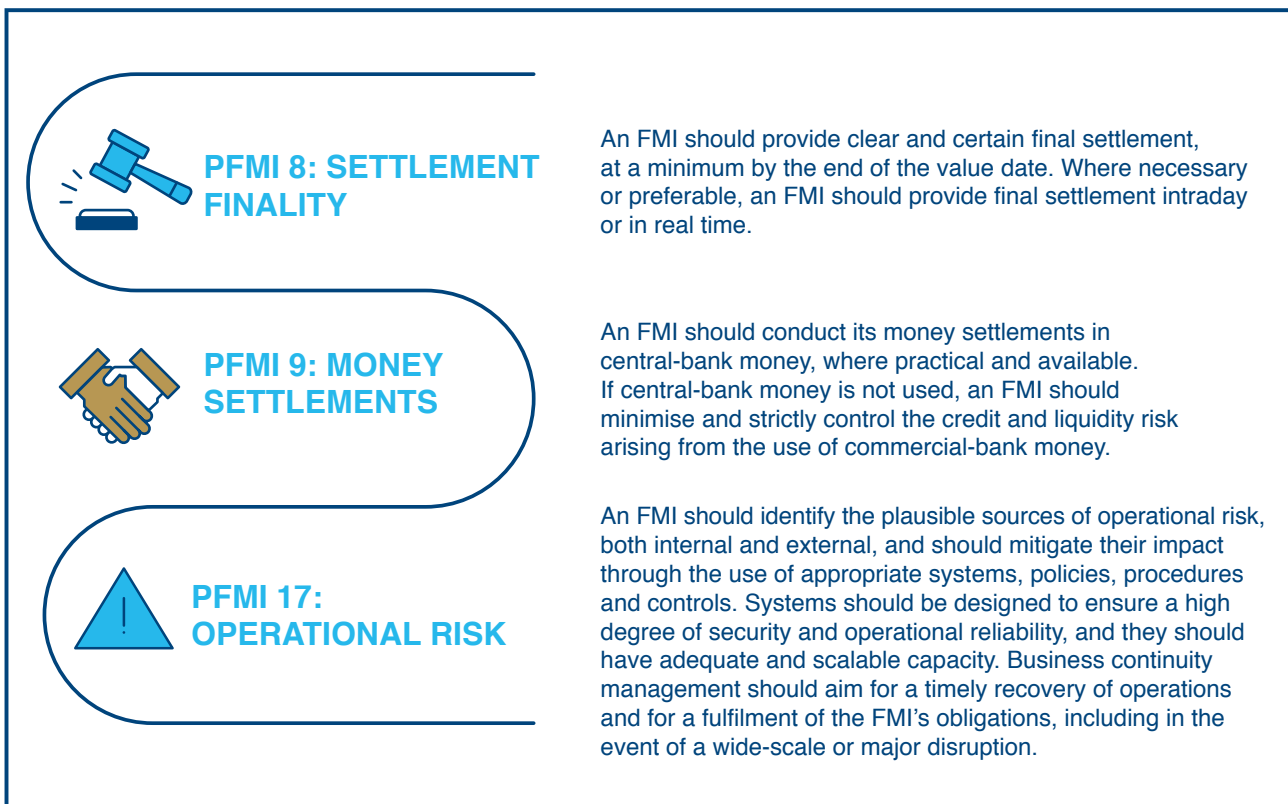 PFMI 8: SETTLEMENT
FINALITY
An FMI should provide clear and certain final settlement,
at a minimum by the end of the value date. Where necessary
or preferable, an FMI should provide final settlement intraday
or in real time.
PFMI 9: MONEY
SETTLEMENTS
An FMI should conduct its money settlements in
central-bank money, where practical and available.
If central-bank money is not used, an FMI should
minimise and strictly control the credit and liquidity risk
arising from the use of commercial-bank money.
PFMI 17:
OPERATIONAL RISK
An FMI should identify the plausible sources of operational risk,
both internal and external, and should mitigate their impact
through the use of appropriate systems, policies, procedures
and controls. Systems should be designed to ensure a high
degree of security and operational reliability, and they should
have adequate and scalable capacity. Business continuity
management should aim for a timely recovery of operations
and for a fulfilment of the FMI’s obligations, including in the
event of a wide-scale or major disruption.